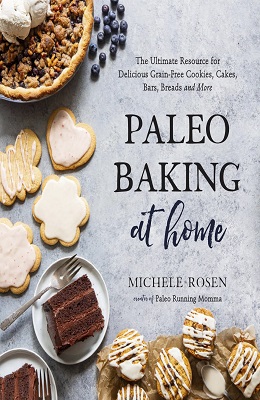 The Ultimate Resource for
Delicious Grain-Free Cookies, Cakes,
Bars, Breads and More
PALEO
BAKING
at home
MICHELE ROSEN
creator of Paleo Running Momma